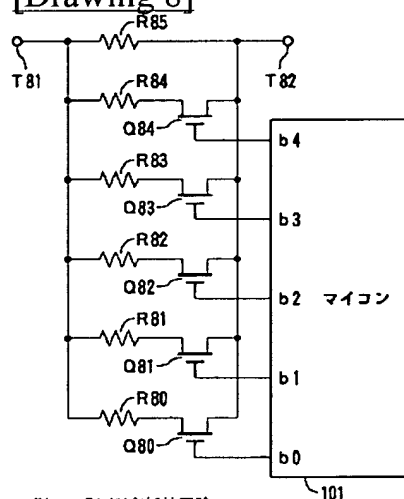 [Drawing 8]
R85
T81
T82
R84
Q84
b4
R83
Q83
b3
R82
Q82
b2
マイコン
R81
Q81
b1
R80
Q80
b0
101